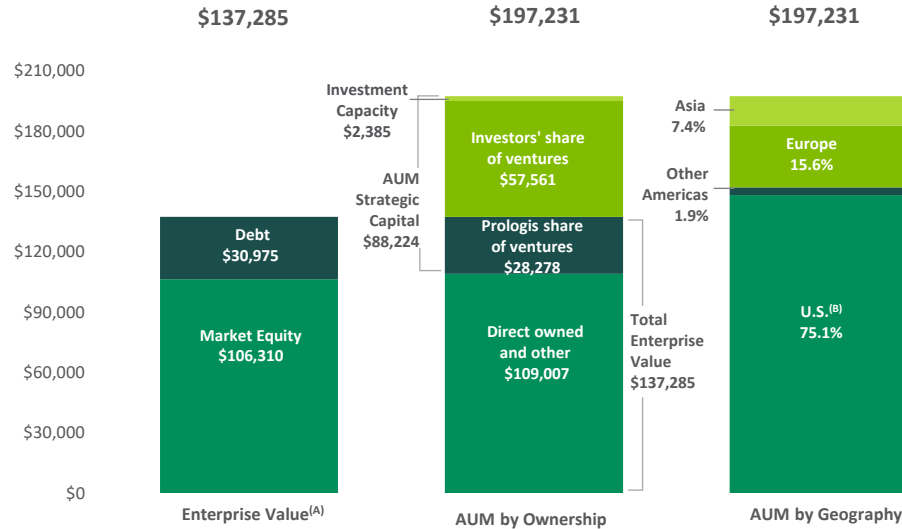 $137,285
$197,231
$197,231
$210,000
$180,000
$150,000
$120,000
$90,000
$60,000
$30,000
$0
Debt
$30,975
Market Equity
$106,310
Enterprise Value(A)
Investment
Capacity
$2,385
AUM
Strategic
Capital
$88,224
Investors' share
of ventures
$57,561
Prologis share
of ventures
$28,278
Direct owned
and other
$109,007
Total
Enterprise
Value
$137,285
AUM by Ownership
Asia
7.4%
Europe
15.6%
Other
Americas
1.9%
U.S.(B)
75.1%
AUM by Geography